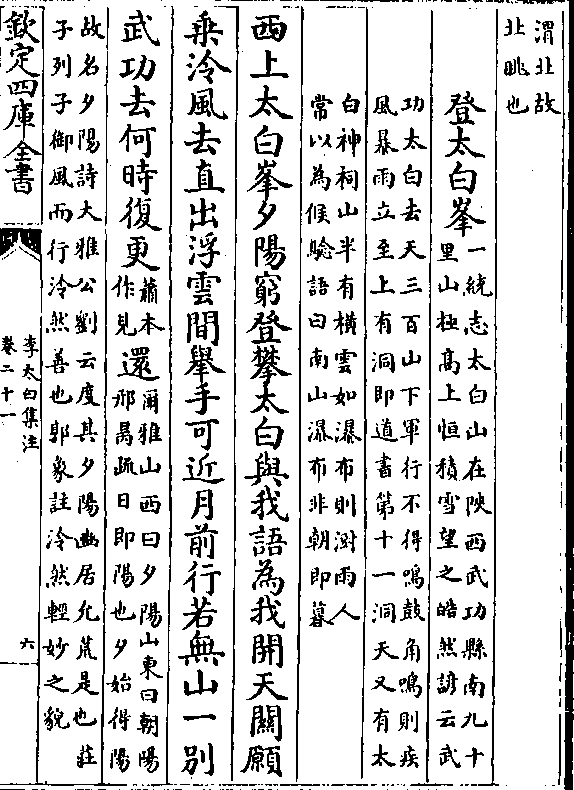 渭北故
北眺也
登太白峯一統志太白山在陜西武功縣南九十
里山極高上恒積雪望之皓然諺云武
功太白去天三百山下軍行不得鳴鼓角鳴則疾
風暴雨立至上有洞即道書第十一洞天又有太
白神祠山半有橫雲如瀑布則澍雨人
常以為候驗語曰南山瀑布非朝即暮
西上太白峯夕陽窮登攀太白與我語為我開天關願
乗泠風去直出浮雲間舉手可近月前行若無山一別
武功去何時復更蕭本
作見還爾雅山西曰夕陽山東曰朝陽
邢昺疏日即陽也夕始得陽
故名夕陽詩大雅公劉云度其夕陽豳居允荒是也莊
子列子御風而行泠然善也郭象註泠然輕妙之貌
欽定四庫全書
李太白集注
卷二十一
六